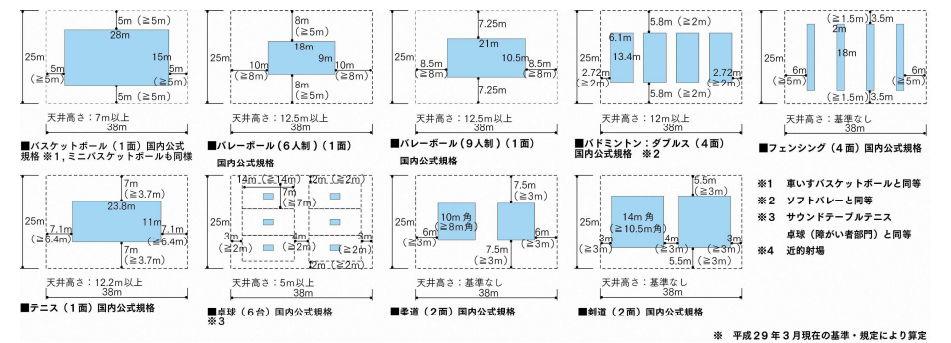 5m（≧5m）
28m
15m
25m
5m
（≧5m）
5m
（≧5m）
5m（≧5m）
天井高さ：7m以上
38m
■バスケットボール（1面）国内公式
規格 ※1，ミニバスケットボールも同様
8m
（≧5m）
18m
9m
25m
10m
（≧8m）
10m
（≧8m）
8m
（≧5m）
天井高さ：12.5m以上
38m
■バレーボール（6人制）（1面）
国内公式規格
7.25m
21m
10.5m
25m
8.5m
（≧8m）
8.5m
（≧8m）
7.25m
天井高さ：12.5m以上
38m
■バレーボール（9人制）（1面）
国内公式規格
5.8m（≧2m）
6.1m
13.4m
25m
2.72m
（≧2m）
2.72m
（≧2m）
5.8m（≧2m）
天井高さ：12m以上
38m
■バドミントン：ダブルス（4面）
国内公式規格 ※2
（≧1.5m）3.5m
2m
18m
25m
6m
（≧5m）
6m
（≧5m）
（≧1.5m）3.5m
天井高さ：基準なし
38m
■フェンシング（4面）国内公式規格
7m
（≧3.7m）
23.8m
11m
25m
7.1m
（≧6.4m）
7.1m
（≧6.4m）
7m
（≧3.7m）
天井高さ：12.2m以上
38m
■テニス（1面）国内公式規格
14m（≧14m）
2m（≧2m）
7m
（≧7m）
25m
3m
（≧2m）
4m
（≧2m）
3m
（≧2m）
2m（≧2m）
天井高さ：5m以上
38m
■卓球（6台）国内公式規格
※3
7.5m
（≧3m）
10m角
（≧8m角）
25m
6m
（≧3m）
6m
（≧3m）
7.5m
（≧3m）
天井高さ：基準なし
38m
■柔道（2面）国内公式規格
5.5m
（≧3m）
14m角
（≧10.5m角）
25m
3m
（≧3m）
4m
（≧3m）
3m
（≧3m）
5.5m（≧3m）
天井高さ：基準なし
38m
■剣道（2面）国内公式規格
※1 車いすバスケットボールと同等
※2 ソフトバレーと同等
※3 サウンドテーブルテニス
卓球（障がい者部門）と同等
※4 近的射場
※ 平成29年3月現在の基準・規定により算定